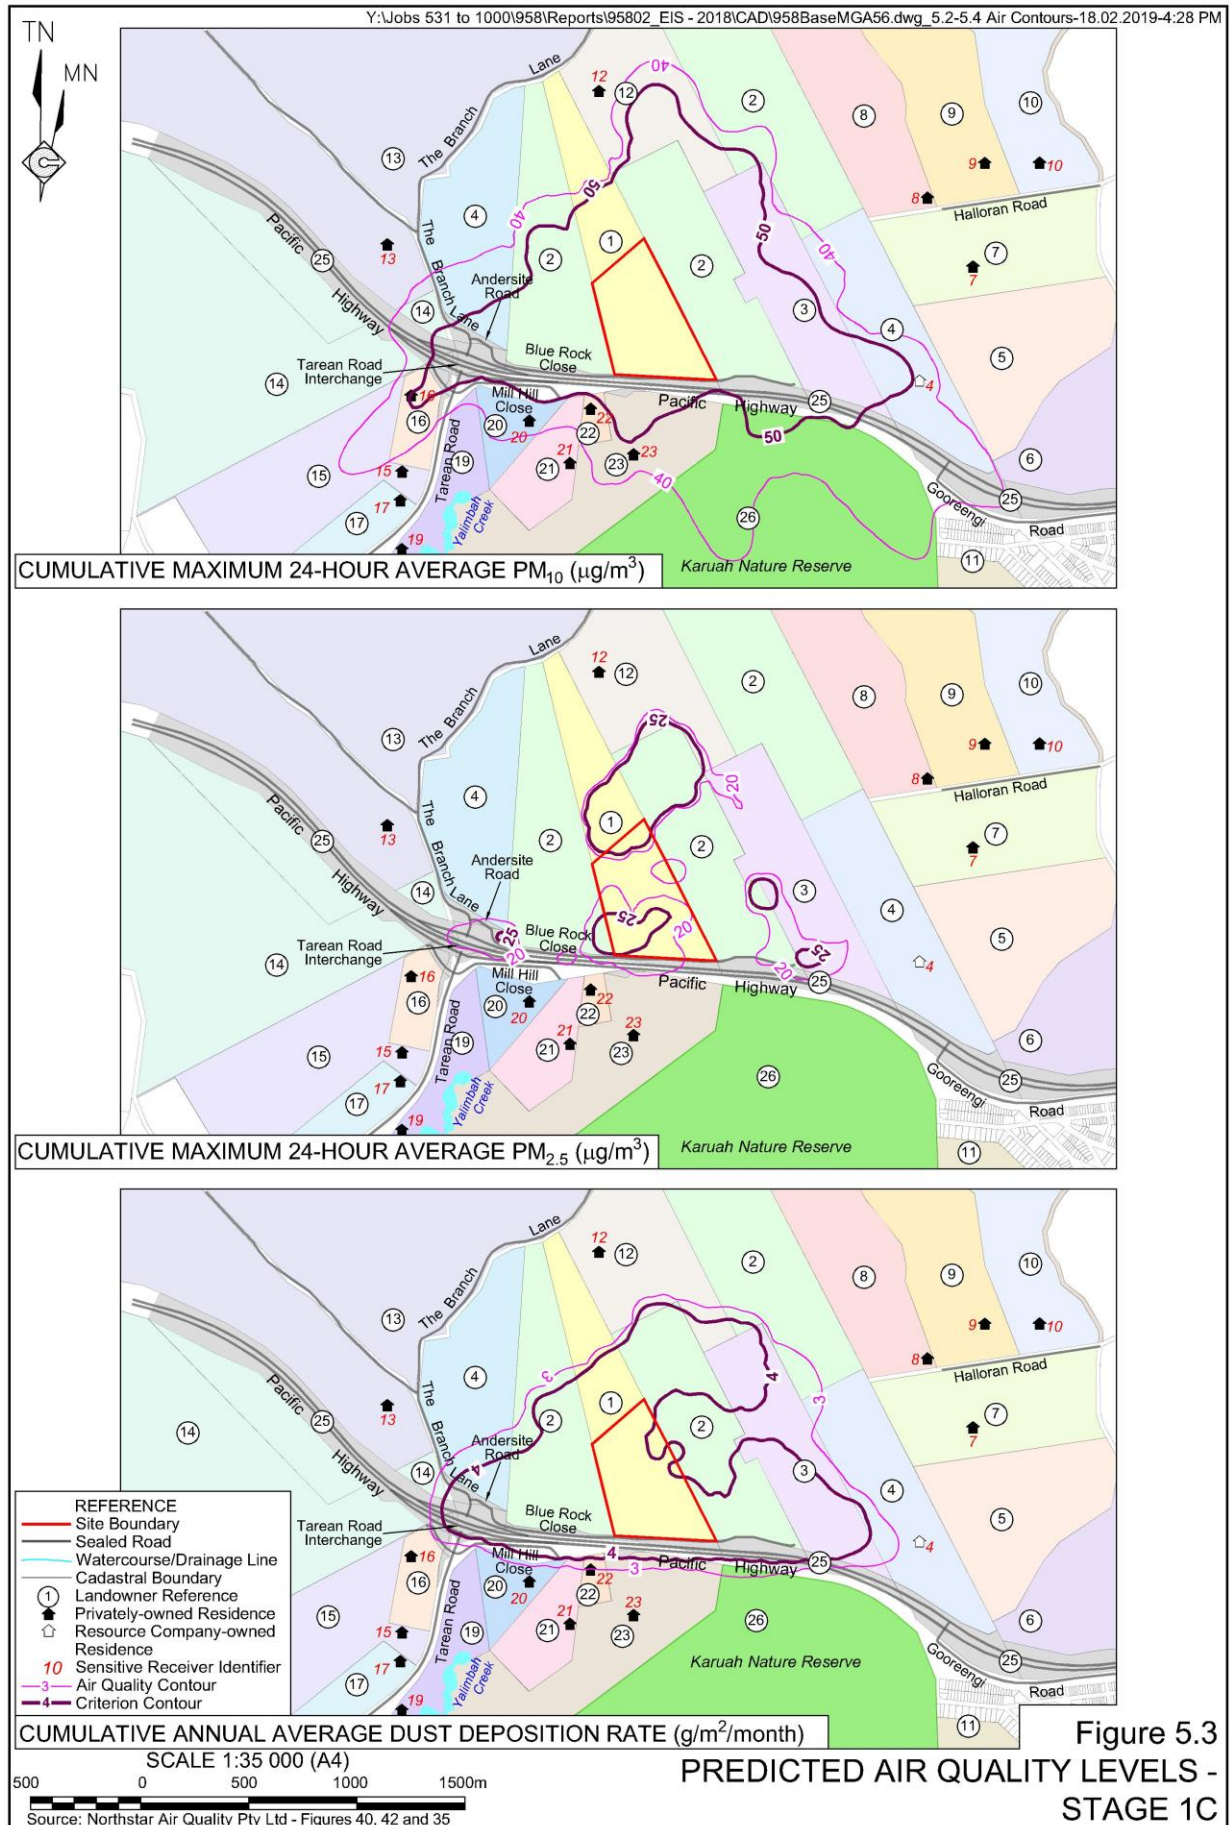 Y:\Jobs 531 to 1000\958\Reports\95802_EIS - 2018\CAD\958BaseMGA56.dwg_5.2-5.4 Air Contours-18.02.2019-4:28 PM
TN
MN
12
12
40
2
8
9
10
Lane
The Branch
13
9
10
8
Halloran Road
50
4
40
The
Pacific
25
13
1
2
2
50
40
7
7
Highway
Branch Lane
Andersite
Road
14
3
4
5
Tarean Road
Interchange
Blue Rock
Close
14
16
16
Mill Hill
Close
20
20
22
22
Pacific
Highway
25
4
50
15
15
Tarean Road
19
21
21
23
23
40
6
17
17
Yalimbah
Creek
26
Gooreengi
25
Road
19
11
Karuah Nature Reserve
CUMULATIVE MAXIMUM 24-HOUR AVERAGE PM10 (μg/m3)
12
12
2
8
9
10
Lane
The Branch
13
25
9
10
8
20
Halloran Road
4
The
Pacific
25
13
1
2
2
7
7
Highway
Branch Lane
Andersite
Road
14
3
4
5
25
25
20
Blue Rock
Close
Tarean Road
Interchange
20
14
25
20
25
4
16
16
Mill Hill
Close
20
20
22
22
Pacific
Highway
15
15
Tarean Road
19
21
21
23
23
6
17
17
Yalimbah
Creek
26
Gooreengi
25
Road
19
11
Karuah Nature Reserve
CUMULATIVE MAXIMUM 24-HOUR AVERAGE PM2.5 (μg/m3)
12
12
2
8
9
10
Lane
The Branch
13
9
10
8
Halloran Road
3
4
4
3
The
Pacific
25
13
14
1
2
2
7
7
Highway
Branch Lane
Andersite
Road
14
4
3
4
5
Blue Rock
Close
Tarean Road
Interchange
4
3
Pacific
Highway
25
4
16
16
Mill Hill
Close
20
20
22
22
15
15
Tarean Road
19
21
21
23
23
26
6
17
Yalimbah
Creek
Karuah Nature Reserve
Gooreengi
25
Road
17
19
11
REFERENCE
Site Boundary
Sealed Road
Watercourse/Drainage Line
Cadastral Boundary
1 Landowner Reference
Privately-owned Residence
Resource Company-owned
Residence
10 Sensitive Receiver Identifier
3 Air Quality Contour
4 Criterion Contour
CUMULATIVE ANNUAL AVERAGE DUST DEPOSITION RATE (g/m2/month)
SCALE 1:35 000 (A4)
500 0 500 1000 1500m
Source: Northstar Air Quality Pty Ltd - Figures 40, 42 and 35
Figure 5.3
PREDICTED AIR QUALITY LEVELS -
STAGE 1C